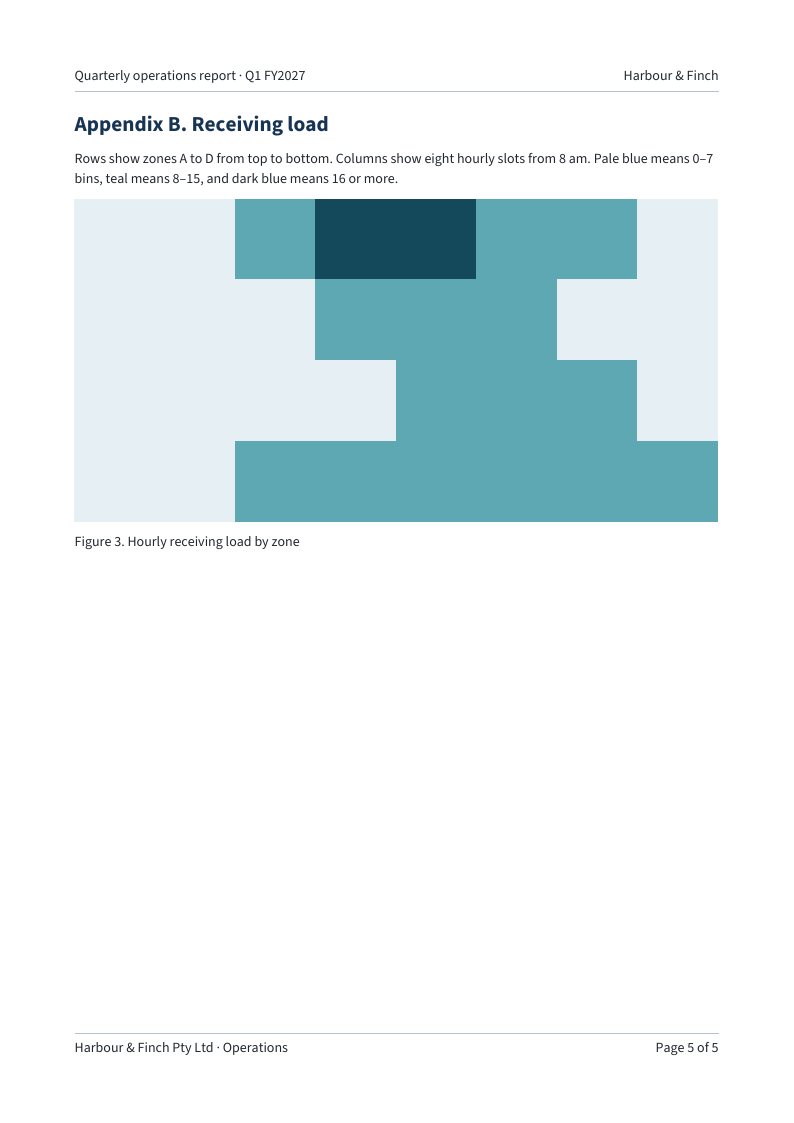 Quarterly operations report · Q1 FY2027
Harbour & Finch
Appendix B. Receiving load
Rows show zones A to D from top to bottom. Columns show eight hourly slots from 8 am. Pale blue means 0–7
bins, teal means 8–15, and dark blue means 16 or more.
Figure 3. Hourly receiving load by zone
Harbour & Finch Pty Ltd · Operations
Page 5 of 5